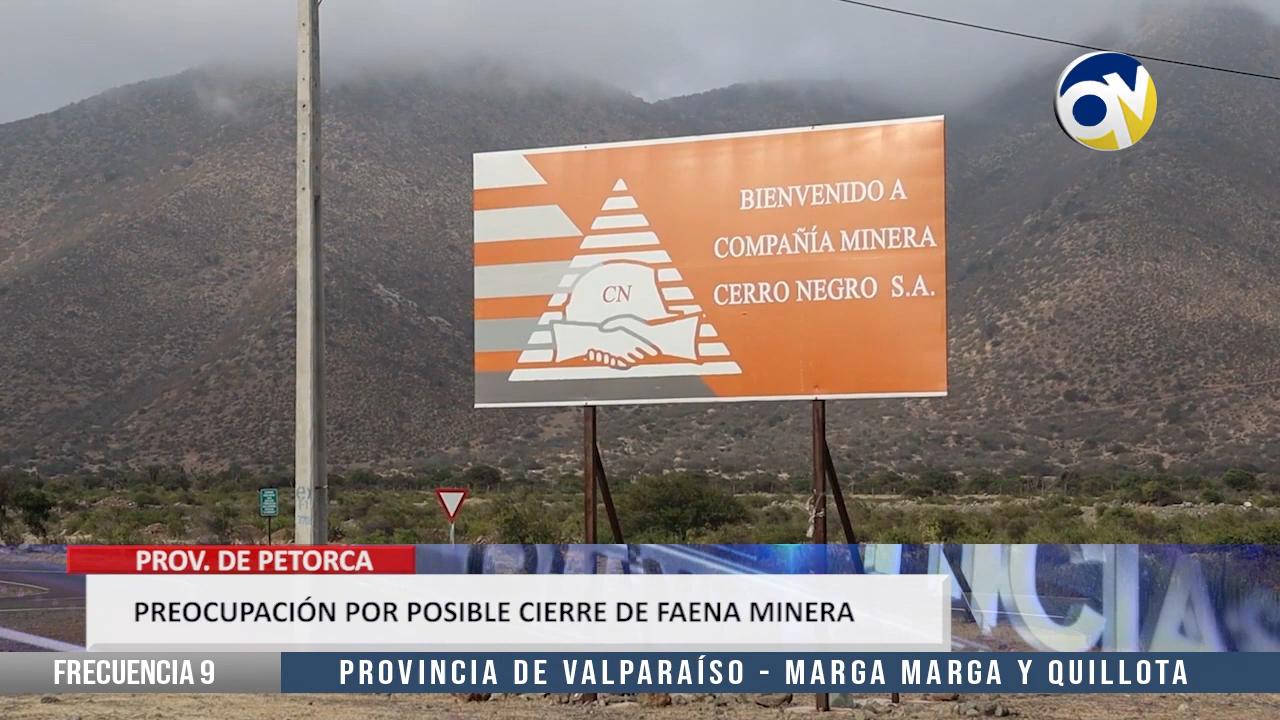 BIENVENIDO A
COMPAÑÍA MINERA
CERRO NEGRO S.A.
CN
PROV. DE PETORCA
PREOCUPACIÓN POR POSIBLE CIERRE DE FAENA MINERA
FRECUENCIA 9
PROVINCIA DE VALPARAÍSO - MARGA MARGA Y QUILLOTA